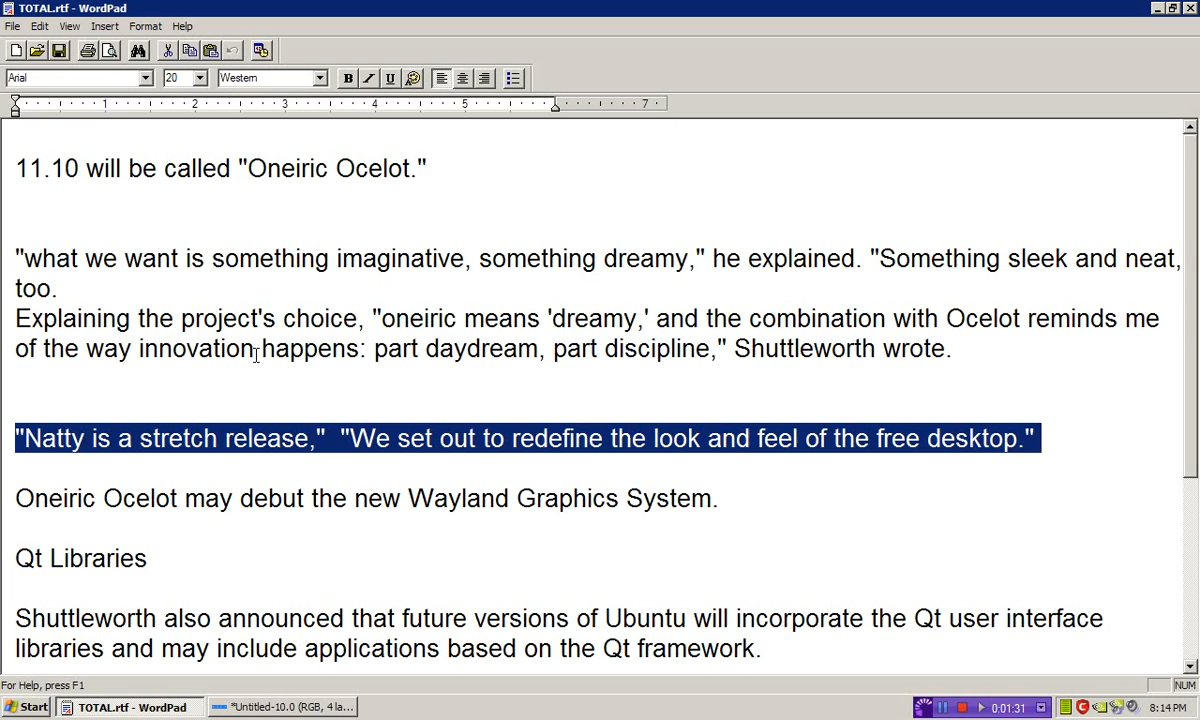 TOTAL.rtf - WordPad
File Edit View Insert Format Help
Arial 20 Western B U
1 2 3 4 5 7
11.10 will be called "Oneiric Ocelot."
"what we want is something imaginative, something dreamy," he explained. "Something sleek and neat,
too.
Explaining the project's choice, "oneiric means 'dreamy,' and the combination with Ocelot reminds me
of the way innovation happens: part daydream, part discipline," Shuttleworth wrote.
"Natty is a stretch release,"  "We set out to redefine the look and feel of the free desktop."
Oneiric Ocelot may debut the new Wayland Graphics System.
Qt Libraries
Shuttleworth also announced that future versions of Ubuntu will incorporate the Qt user interface
libraries and may include applications based on the Qt framework.
For Help, press F1 NUM
Start TOTAL.rtf - WordPad *Untitled-10.0 (RGB, 4 la... 0:01:31 8:14 PM